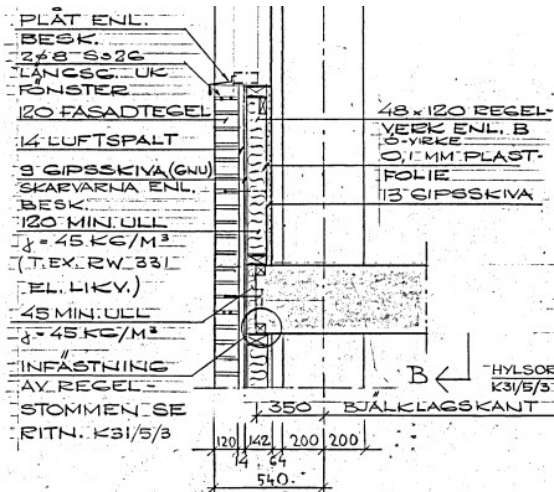 PLÅT ENL.
BESK.
2ø8 Ss26
LÄNGSG. UK
FÖNSTER
120 FASADTEGEL
14 LUFTSPALT
9 GIPSSKIVA (GNU)
SKARVARNA ENL.
BESK.
120 MIN. ULL
γ = 45 KG/M³
(T.EX. RW 331
EL. LIKV.)
45 MIN. ULL
γ = 45 KG/M³
INFÄSTNING
AV REGEL-
STOMMEN SE
RITN. K31/5/3
48 x 120 REGEL-
VERK ENL. B
Ö-VIRKE
0,1 MM PLAST-
FOLIE
13 GIPSSKIVA
B
HYLSOR
K31/5/3
350 BJÄLKLAGSKANT
120 14 142 64 200 200
540.